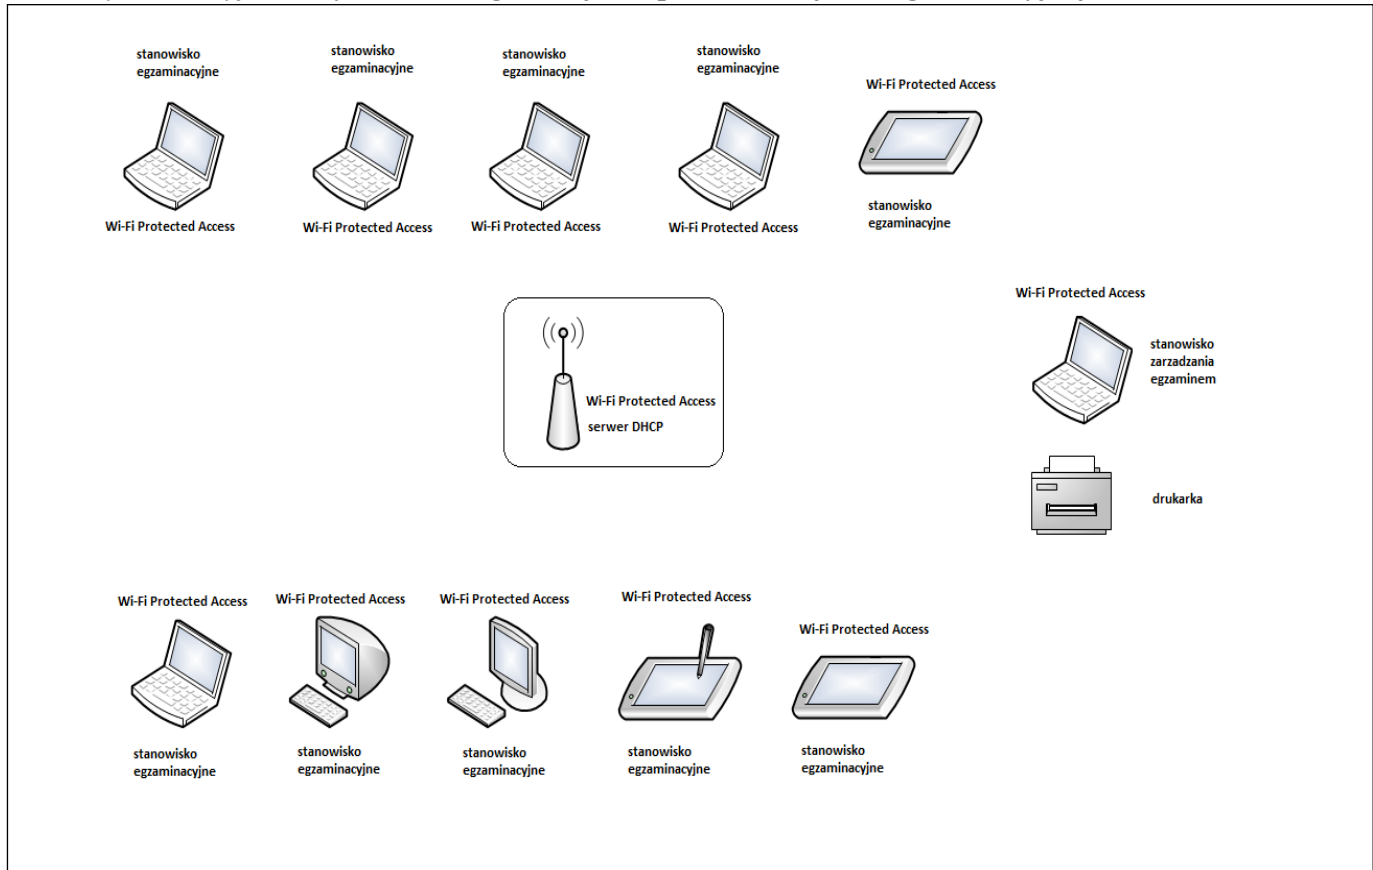 stanowisko
egzaminacyjne
stanowisko
egzaminacyjne
stanowisko
egzaminacyjne
stanowisko
egzaminacyjne
Wi-Fi Protected Access
Wi-Fi Protected Access
Wi-Fi Protected Access
Wi-Fi Protected Access
Wi-Fi Protected Access
stanowisko
egzaminacyjne
Wi-Fi Protected Access
stanowisko
zarzadzania
egzaminem
Wi-Fi Protected Access
serwer DHCP
drukarka
Wi-Fi Protected Access
Wi-Fi Protected Access
Wi-Fi Protected Access
Wi-Fi Protected Access
Wi-Fi Protected Access
stanowisko
egzaminacyjne
stanowisko
egzaminacyjne
stanowisko
egzaminacyjne
stanowisko
egzaminacyjne
stanowisko
egzaminacyjne